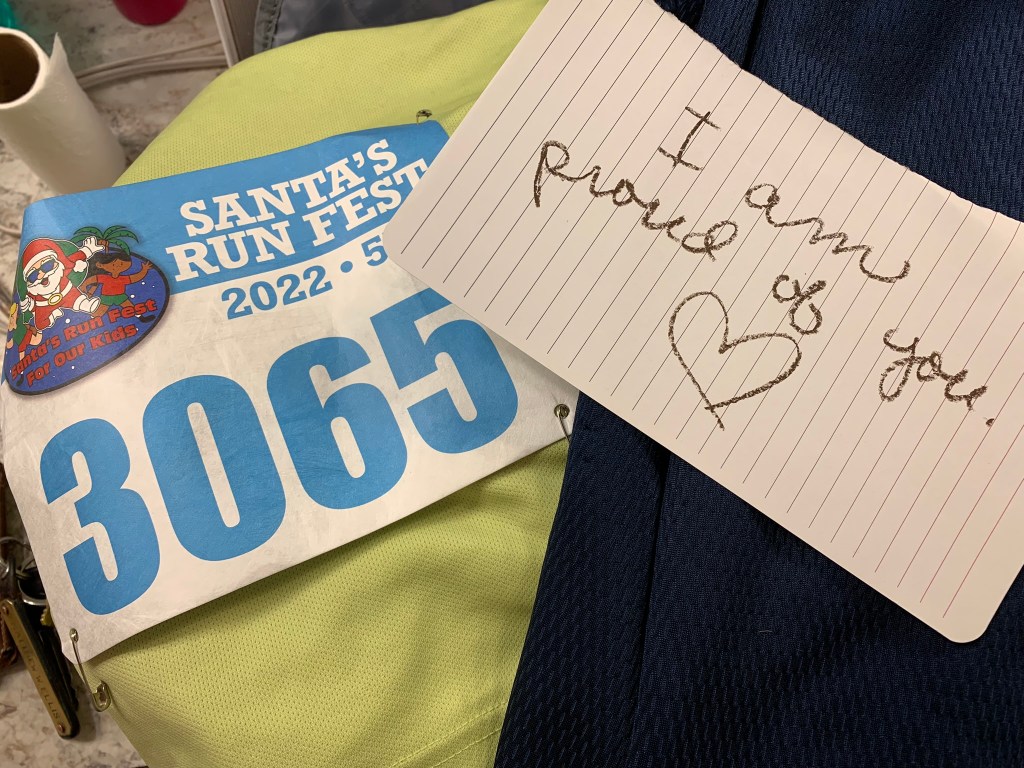 SANTA'S
RUN FEST
2022 • 5
3065
Santa's Run Fest
For Our Kids
I am
proud of you.